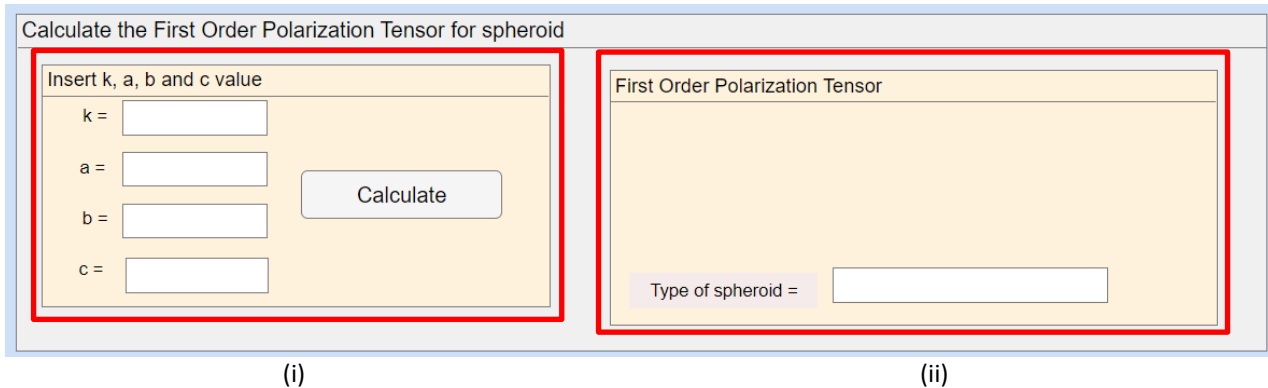 Calculate the First Order Polarization Tensor for spheroid
Insert k, a, b and c value
k =
a =
b =
c =
Calculate
First Order Polarization Tensor
Type of spheroid =
(i)
(ii)